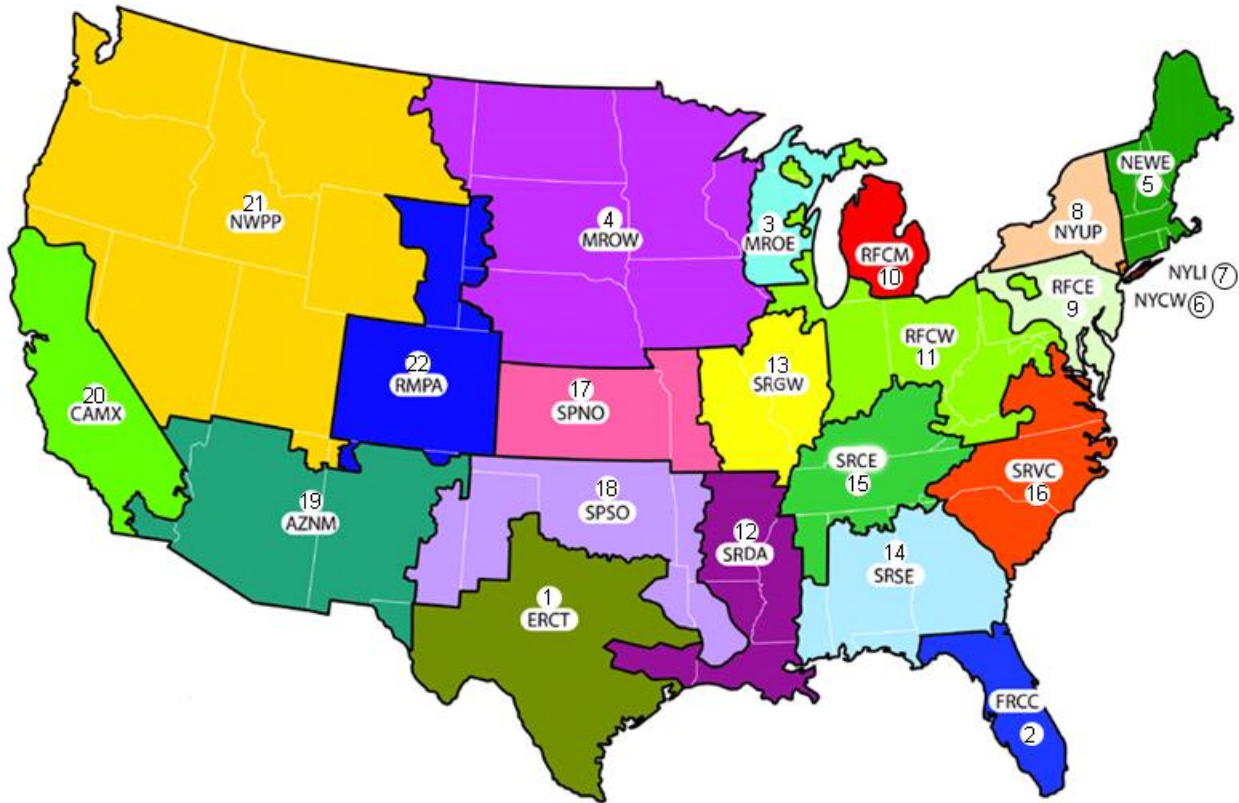 21
NWPP
4
MROW
3
MROE
RFCM
10
8
NYUP
NEWE
5
NYLI 7
NYCW 6
RFCE
9
RFCW
11
13
SRGW
22
RMPA
17
SPNO
20
CAMX
SRCE
15
SRVC
16
19
AZNM
18
SPSO
12
SRDA
14
SRSE
1
ERCT
FRCC
2